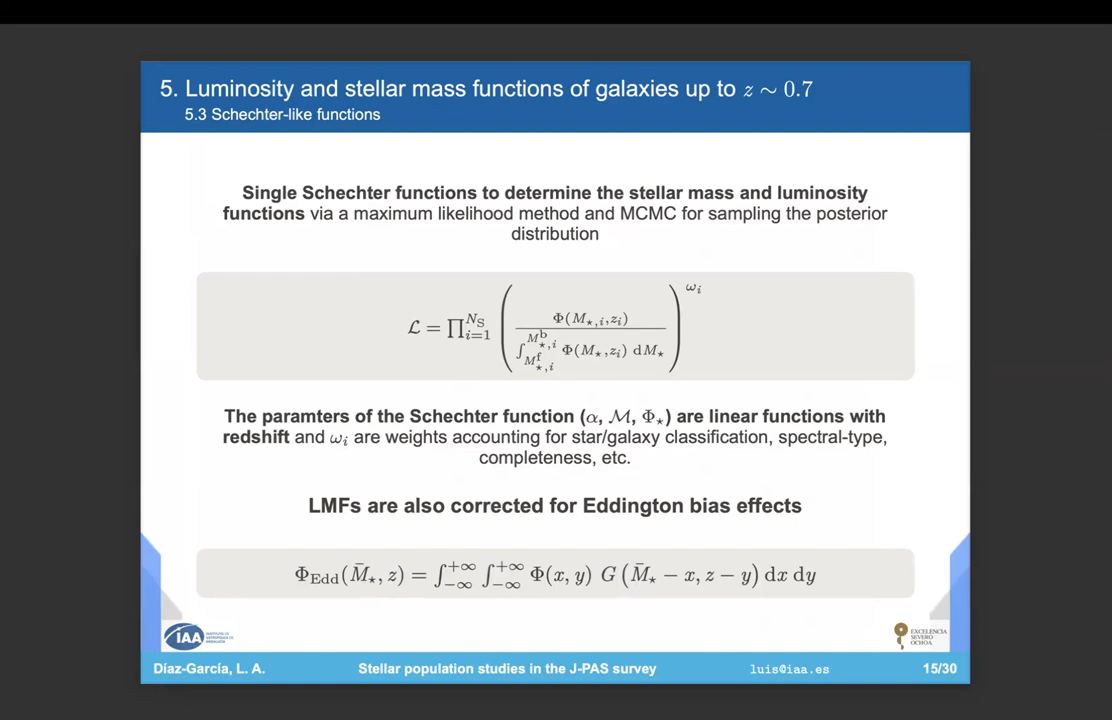 5. Luminosity and stellar mass functions of galaxies up to z ∼ 0.7
5.3 Schechter-like functions
Single Schechter functions to determine the stellar mass and luminosity
functions via a maximum likelihood method and MCMC for sampling the posterior
distribution
ℒ = ∏_{i=1}^{N_S} ( Φ(M_{⋆,i},z_i) / ∫_{M^f_{⋆,i}}^{M^b_{⋆,i}} Φ(M_⋆,z_i) dM_⋆ )^{ω_i}
The paramters of the Schechter function (α, ℳ, Φ_⋆) are linear functions with
redshift and ω_i are weights accounting for star/galaxy classification, spectral-type,
completeness, etc.
LMFs are also corrected for Eddington bias effects
Φ_Edd(M̄_⋆, z) = ∫_{−∞}^{+∞} ∫_{−∞}^{+∞} Φ(x, y) G(M̄_⋆ − x, z − y) dx dy
IAA
INSTITUTO DE
ASTROFÍSICA DE
ANDALUCÍA
EXCELENCIA
SEVERO
OCHOA
Díaz-García, L. A.
Stellar population studies in the J-PAS survey
luis@iaa.es
15/30